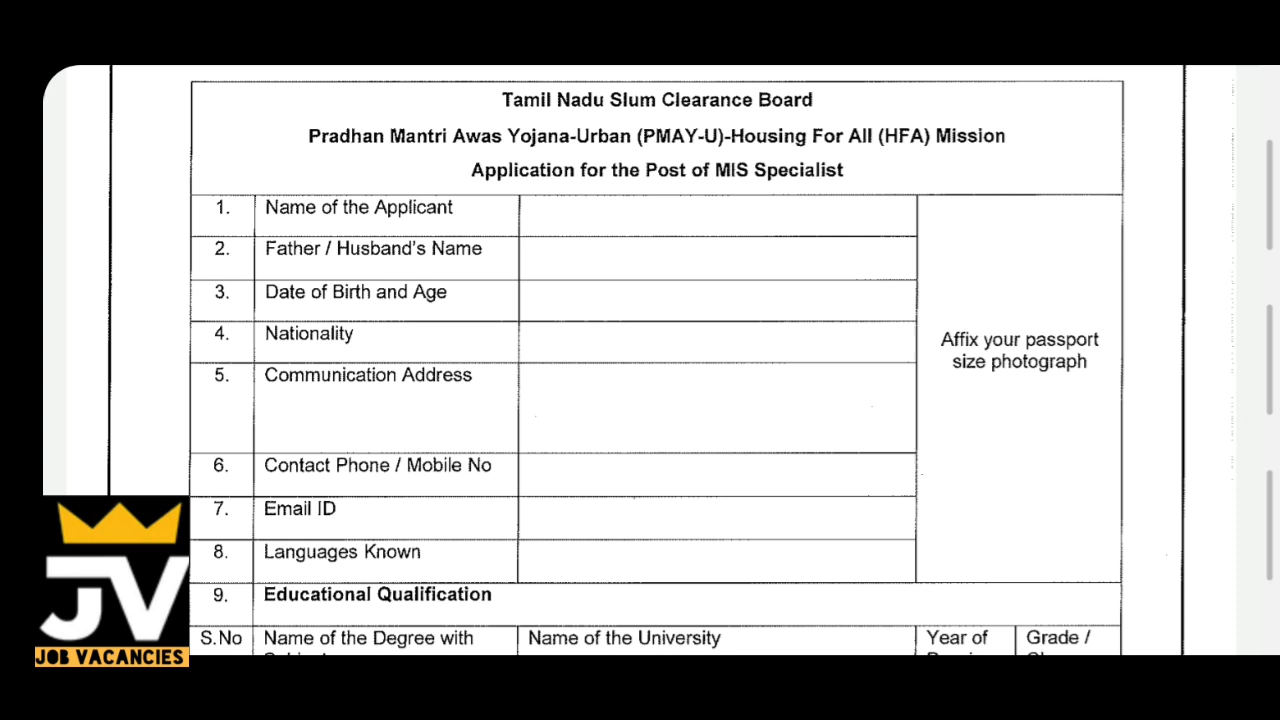 Tamil Nadu Slum Clearance Board
Pradhan Mantri Awas Yojana-Urban (PMAY-U)-Housing For All (HFA) Mission
Application for the Post of MIS Specialist
1. Name of the Applicant
2. Father / Husband's Name
3. Date of Birth and Age
4. Nationality
Affix your passport
size photograph
5. Communication Address
6. Contact Phone / Mobile No
7. Email ID
8. Languages Known
9. Educational Qualification
S.No Name of the Degree with Name of the University Year of Grade /
JV
JOB VACANCIES